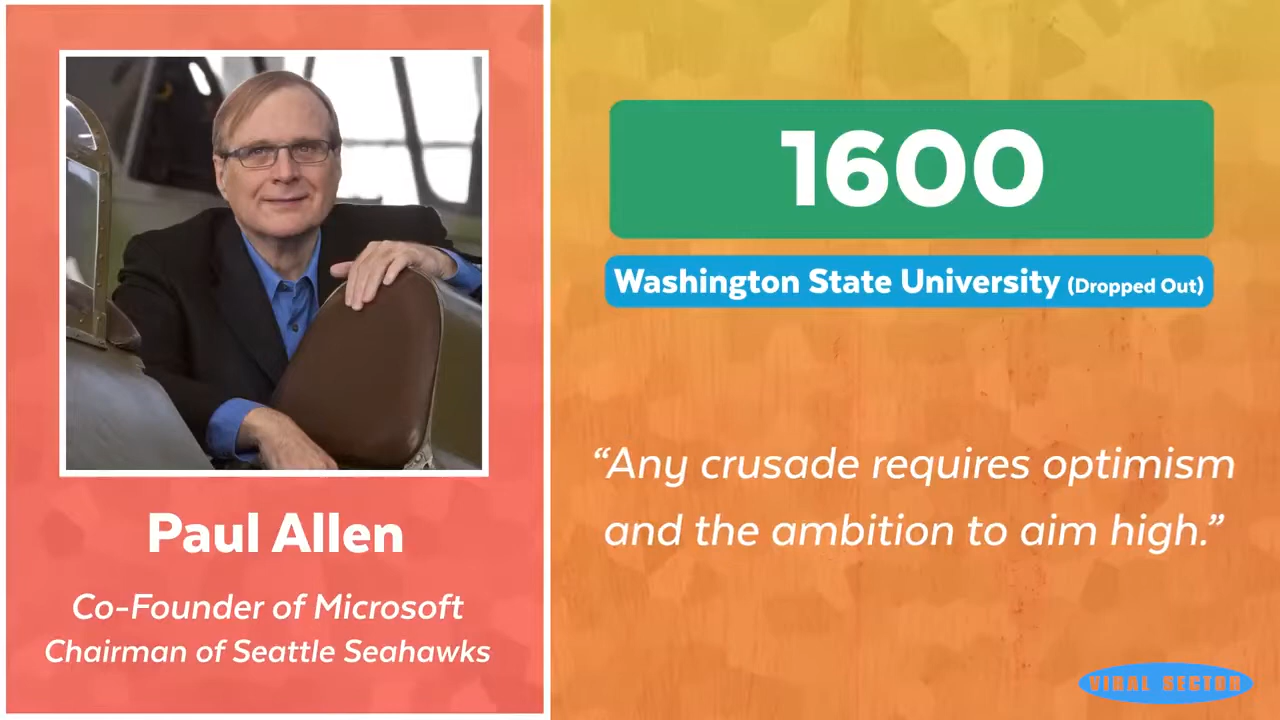 Paul Allen
Co-Founder of Microsoft
Chairman of Seattle Seahawks
1600
Washington State University (Dropped Out)
“Any crusade requires optimism
and the ambition to aim high.”
VIRAL SECTOR